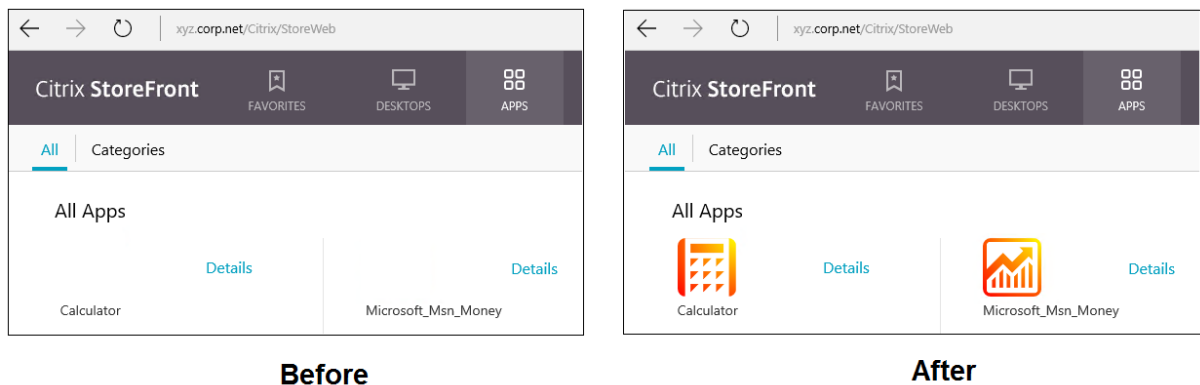 xyz.corp.net/Citrix/StoreWeb
Citrix StoreFront
FAVORITES
DESKTOPS
APPS
All
Categories
All Apps
Details
Details
Calculator
Microsoft_Msn_Money
Before
xyz.corp.net/Citrix/StoreWeb
Citrix StoreFront
FAVORITES
DESKTOPS
APPS
All
Categories
All Apps
Details
Details
Calculator
Microsoft_Msn_Money
After